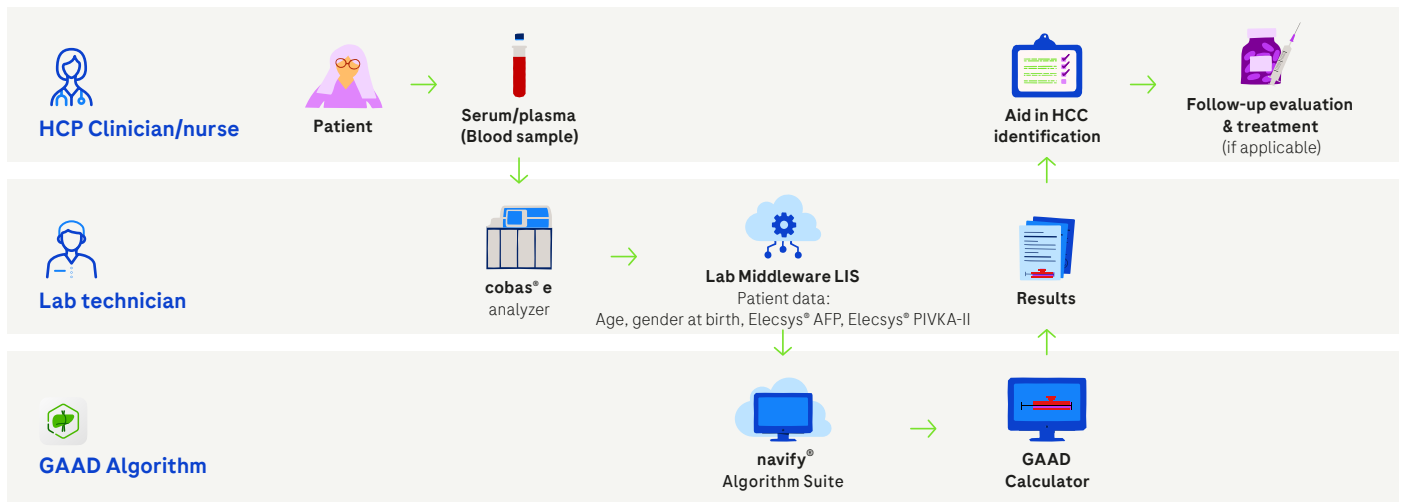 HCP Clinician/nurse
Patient
Serum/plasma
(Blood sample)
Aid in HCC
identification
Follow-up evaluation
& treatment
(if applicable)
Lab technician
cobas® e
analyzer
Lab Middleware LIS
Patient data:
Age, gender at birth, Elecsys® AFP, Elecsys® PIVKA-II
Results
GAAD Algorithm
navify®
Algorithm Suite
GAAD
Calculator